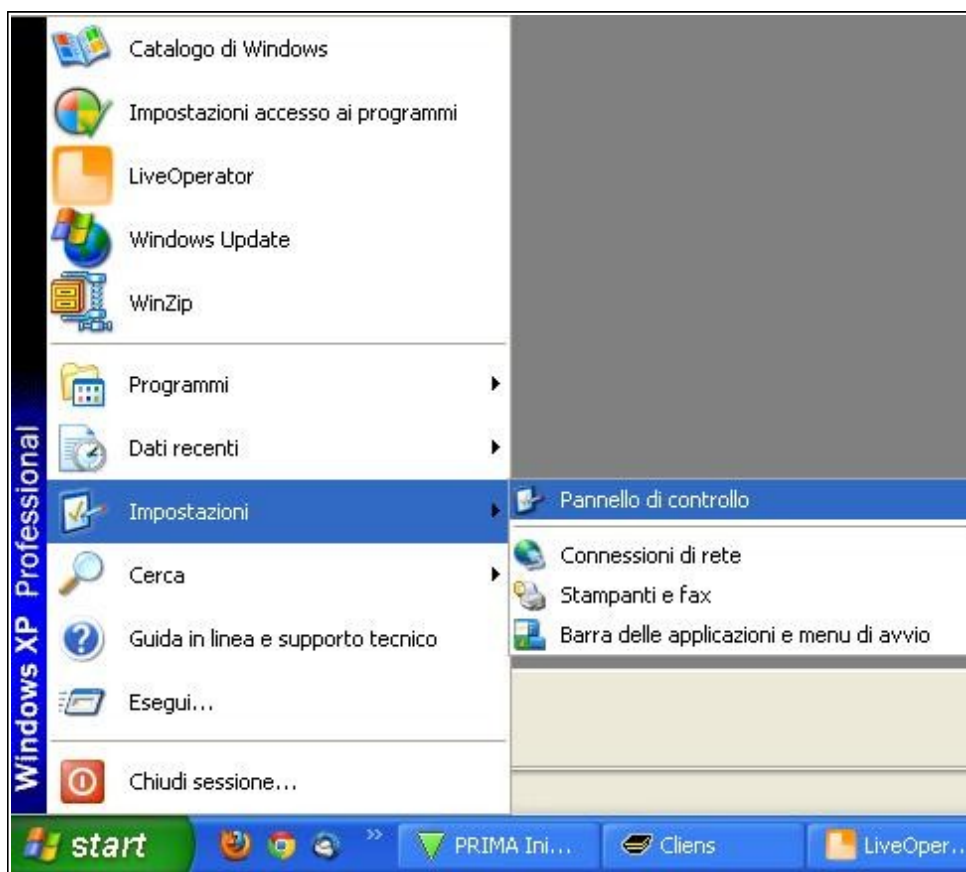 Catalogo di Windows
Impostazioni accesso ai programmi
LiveOperator
Windows Update
WinZip
Programmi
Dati recenti
Impostazioni
Pannello di controllo
Connessioni di rete
Stampanti e fax
Barra delle applicazioni e menu di avvio
Cerca
Guida in linea e supporto tecnico
Esegui...
Chiudi sessione...
Windows XP Professional
start
PRIMA Ini...
Cliens
LiveOper..